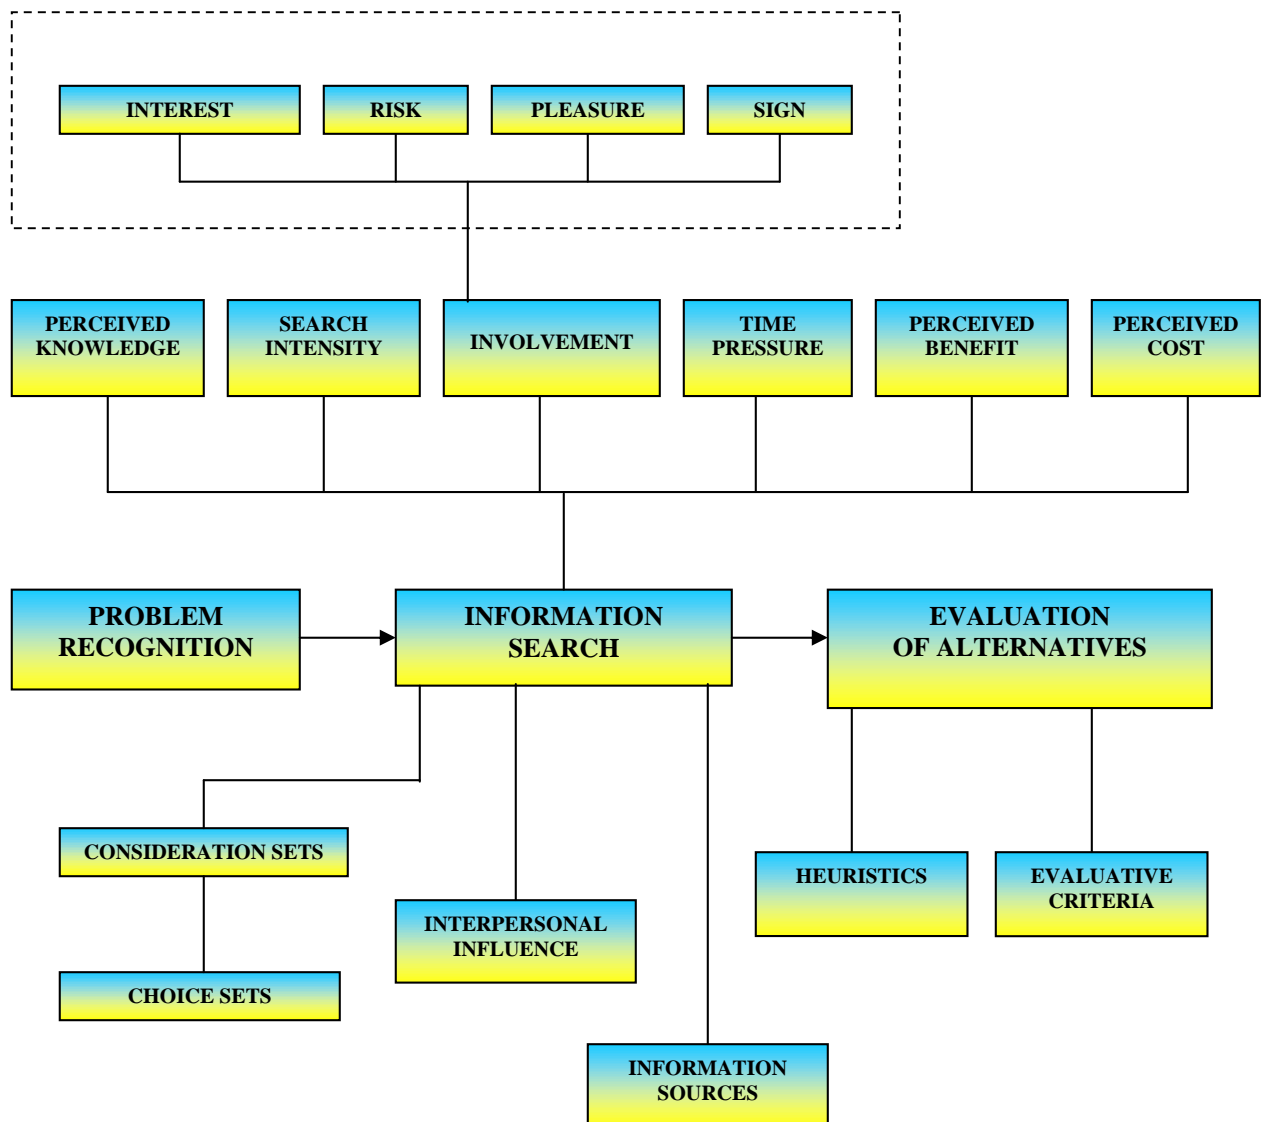 INTEREST
RISK
PLEASURE
SIGN
PERCEIVED
KNOWLEDGE
SEARCH
INTENSITY
INVOLVEMENT
TIME
PRESSURE
PERCEIVED
BENEFIT
PERCEIVED
COST
PROBLEM
RECOGNITION
INFORMATION
SEARCH
EVALUATION
OF ALTERNATIVES
CONSIDERATION SETS
HEURISTICS
EVALUATIVE
CRITERIA
INTERPERSONAL
INFLUENCE
CHOICE SETS
INFORMATION
SOURCES